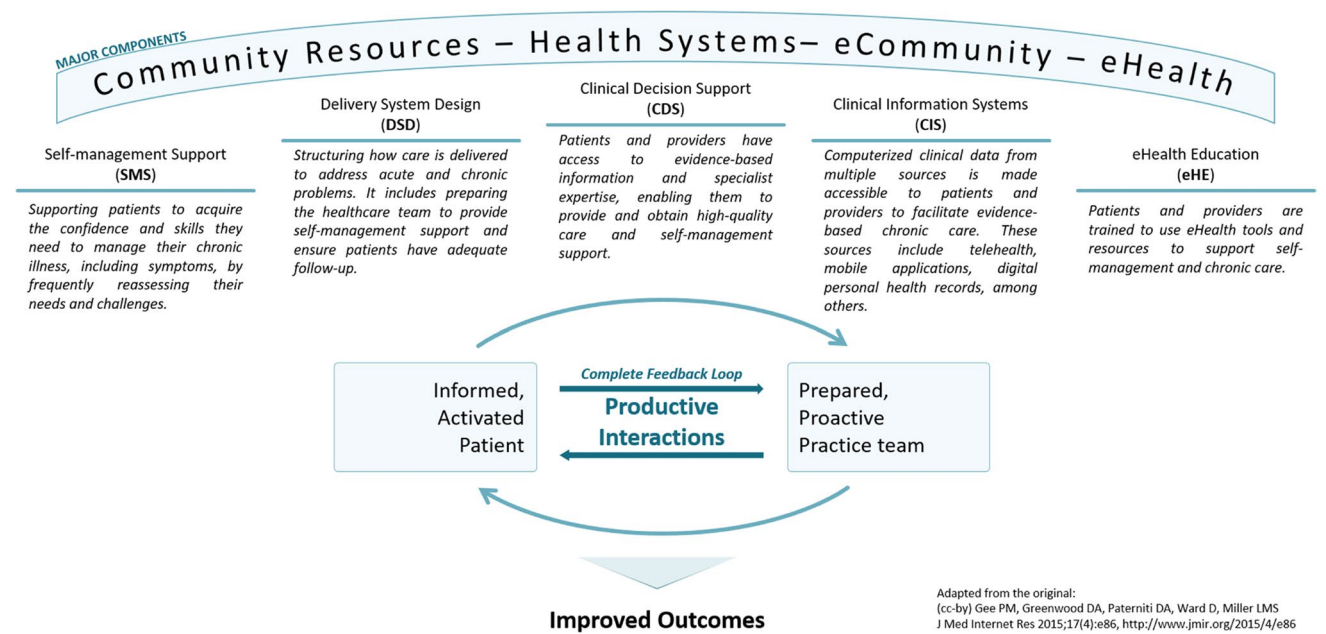 MAJOR COMPONENTS
Community Resources – Health Systems– eCommunity – eHealth
Self-management Support
(SMS)
Supporting patients to acquire
the confidence and skills they
need to manage their chronic
illness, including symptoms, by
frequently reassessing their
needs and challenges.
Delivery System Design
(DSD)
Structuring how care is delivered
to address acute and chronic
problems. It includes preparing
the healthcare team to provide
self-management support and
ensure patients have adequate
follow-up.
Clinical Decision Support
(CDS)
Patients and providers have
access to evidence-based
information and specialist
expertise, enabling them to
provide and obtain high-quality
care and self-management
support.
Clinical Information Systems
(CIS)
Computerized clinical data from
multiple sources is made
accessible to patients and
providers to facilitate evidence-
based chronic care. These
sources include telehealth,
mobile applications, digital
personal health records, among
others.
eHealth Education
(eHE)
Patients and providers are
trained to use eHealth tools and
resources to support self-
management and chronic care.
Informed,
Activated
Patient
Complete Feedback Loop
Productive
Interactions
Prepared,
Proactive
Practice team
Improved Outcomes
Adapted from the original:
(cc-by) Gee PM, Greenwood DA, Paterniti DA, Ward D, Miller LMS
J Med Internet Res 2015;17(4):e86, http://www.jmir.org/2015/4/e86